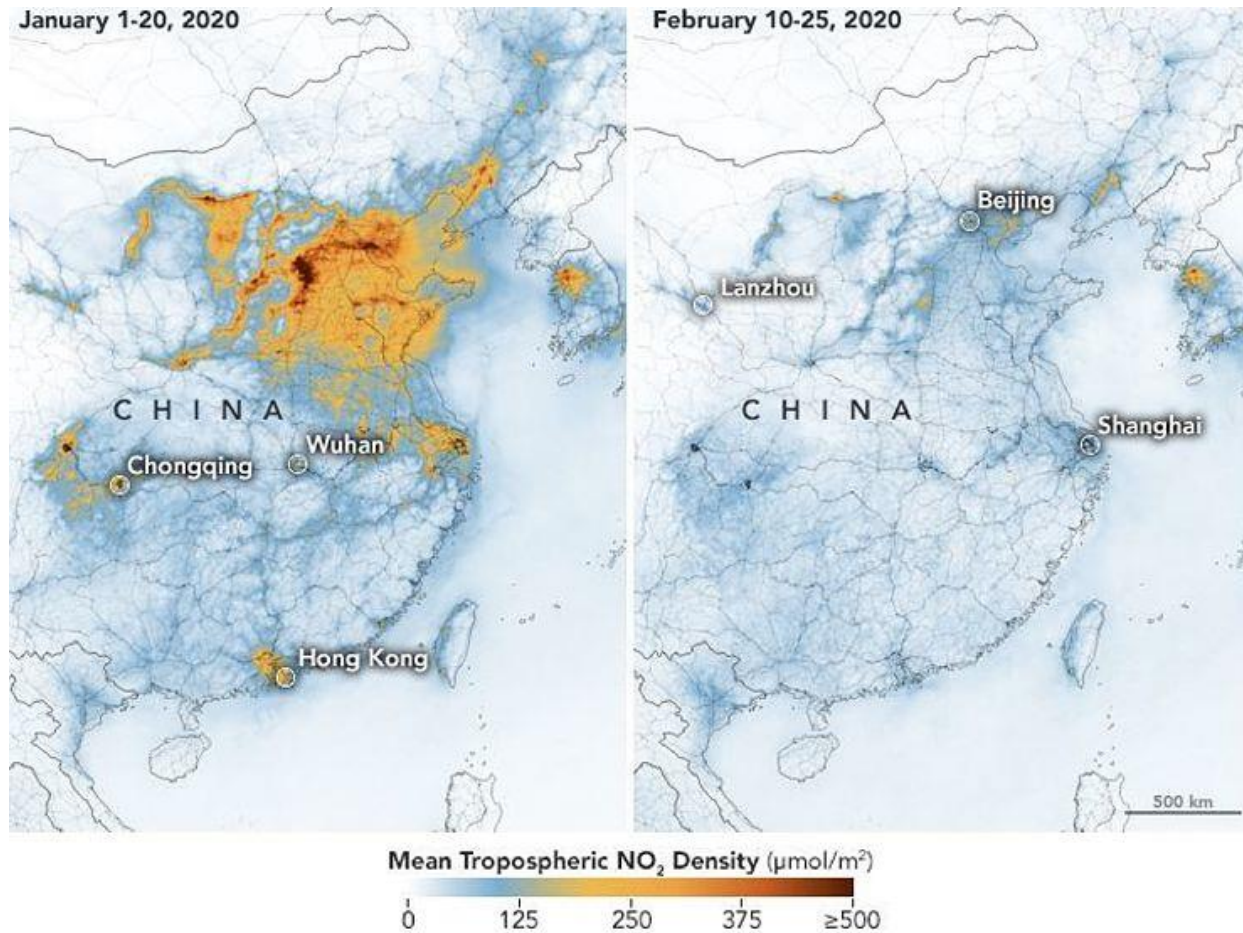 January 1-20, 2020
February 10-25, 2020
Beijing
Lanzhou
CHINA
CHINA
Shanghai
Wuhan
Chongqing
Hong Kong
500 km
Mean Tropospheric NO₂ Density (μmol/m²)
0 125 250 375 ≥500